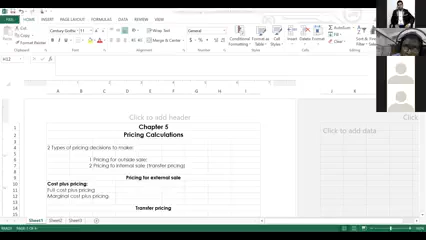 FILE HOME INSERT PAGE LAYOUT FORMULAS DATA REVIEW VIEW
Cut
Copy
Format Painter
Century Gothic 11
Wrap Text
Merge & Center
General
Conditional Formatting
Format as Table
Cell Styles
Insert Delete Format
AutoSum
Fill
Clear
Sort & Filter
Clipboard Font Alignment Number Styles Cells
H12
A B C D E F G H J K
Click to add header
Click
Click to add data
1 Chapter 5
2 Pricing Calculations
3
4 2 Types of pricing decisions to make:
5
6 1 Pricing for outside sale;
2 Pricing to internal sale (transfer pricing)
8
9 Pricing for external sale
10 Cost plus pricing:
11 Full cost plus pricing
12 Marginal cost plus pricing
13
14 Transfer pricing
Sheet1 Sheet2 Sheet3
READY